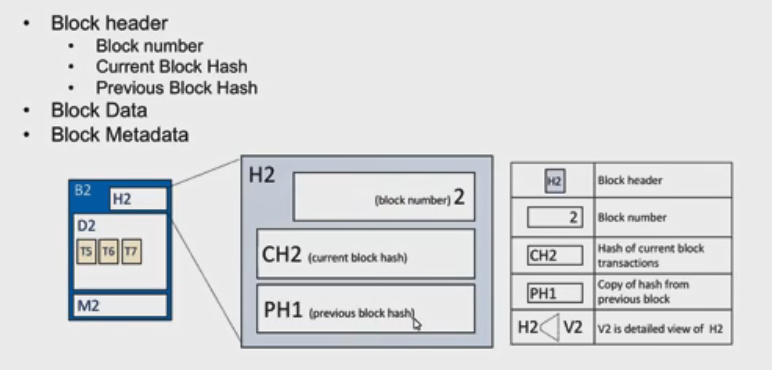 • Block header
• Block number
• Current Block Hash
• Previous Block Hash
• Block Data
• Block Metadata
B2
H2
D2
T5 T6 T7
M2
H2
(block number) 2
CH2 (current block hash)
PH1 (previous block hash)
H2 Block header
2 Block number
CH2 Hash of current block
transactions
PH1 Copy of hash from
previous block
H2 V2 V2 is detailed view of H2